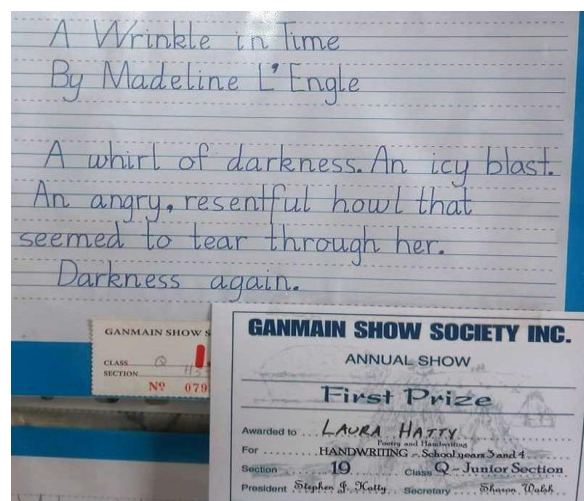 A Wrinkle in Time
By Madeline L'Engle
A whirl of darkness. An icy blast.
An angry, resentful howl that
seemed to tear through her.
Darkness again.
GANMAIN SHOW S
CLASS Q
SECTION
Nº 079
GANMAIN SHOW SOCIETY INC.
ANNUAL SHOW
First Prize
Awarded to LAURA HATTY
Poetry and Handwriting
For HANDWRITING - School years 3 and 4
Section 19 Class Q - Junior Section
President Stephen J. Hatty Secretary Sharon Walsh